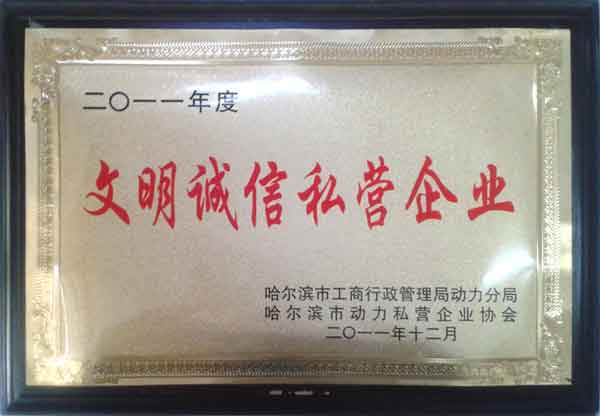 二〇一一年度
文明诚信私营企业
哈尔滨市工商行政管理局动力分局
哈尔滨市动力私营企业协会
二〇一一年十二月